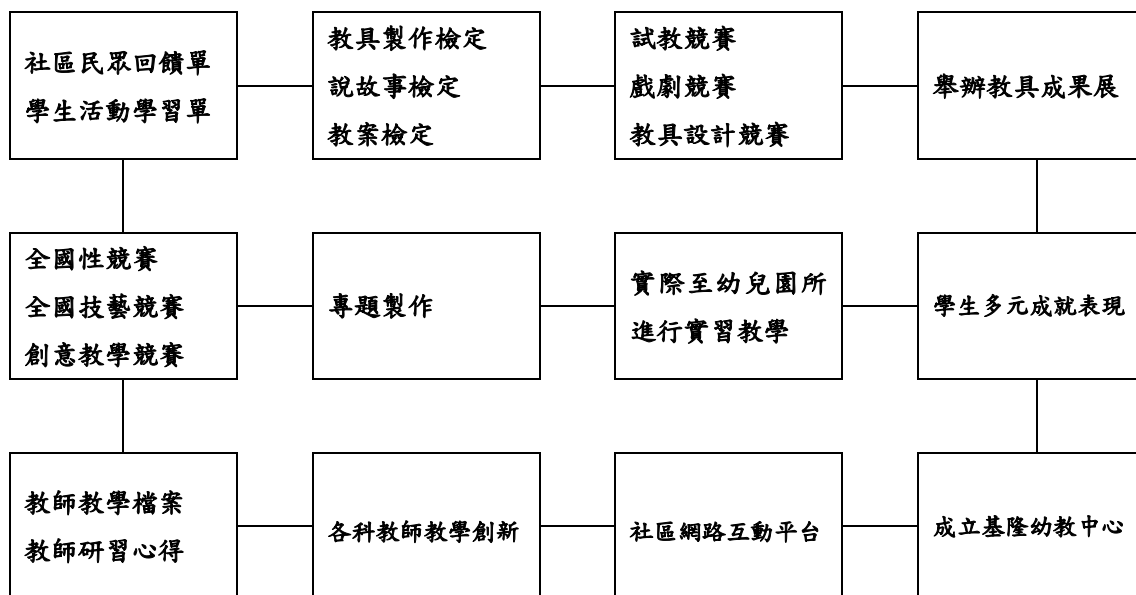 社區民眾回饋單
學生活動學習單
教具製作檢定
說故事檢定
教案檢定
試教競賽
戲劇競賽
教具設計競賽
舉辦教具成果展
全國性競賽
全國技藝競賽
創意教學競賽
專題製作
實際至幼兒園所
進行實習教學
學生多元成就表現
教師教學檔案
教師研習心得
各科教師教學創新
社區網路互動平台
成立基隆幼教中心